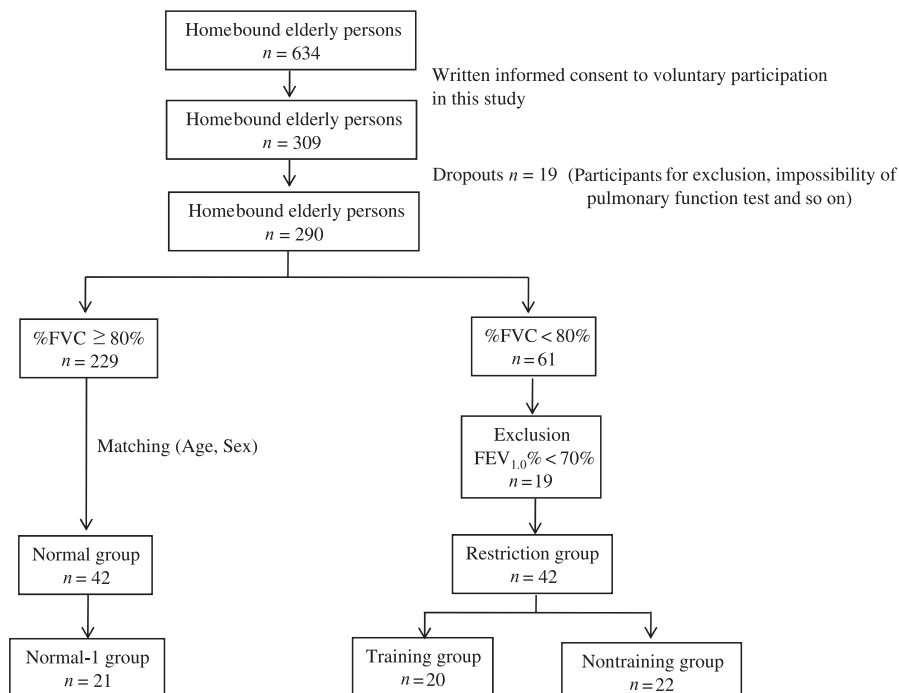 Homebound elderly persons
n = 634
Written informed consent to voluntary participation
in this study
Homebound elderly persons
n = 309
Dropouts n = 19 (Participants for exclusion, impossibility of
pulmonary function test and so on)
Homebound elderly persons
n = 290
%FVC ≥ 80%
n = 229
%FVC < 80%
n = 61
Matching (Age, Sex)
Exclusion
FEV1.0% < 70%
n = 19
Normal group
n = 42
Restriction group
n = 42
Normal-1 group
n = 21
Training group
n = 20
Nontraining group
n = 22